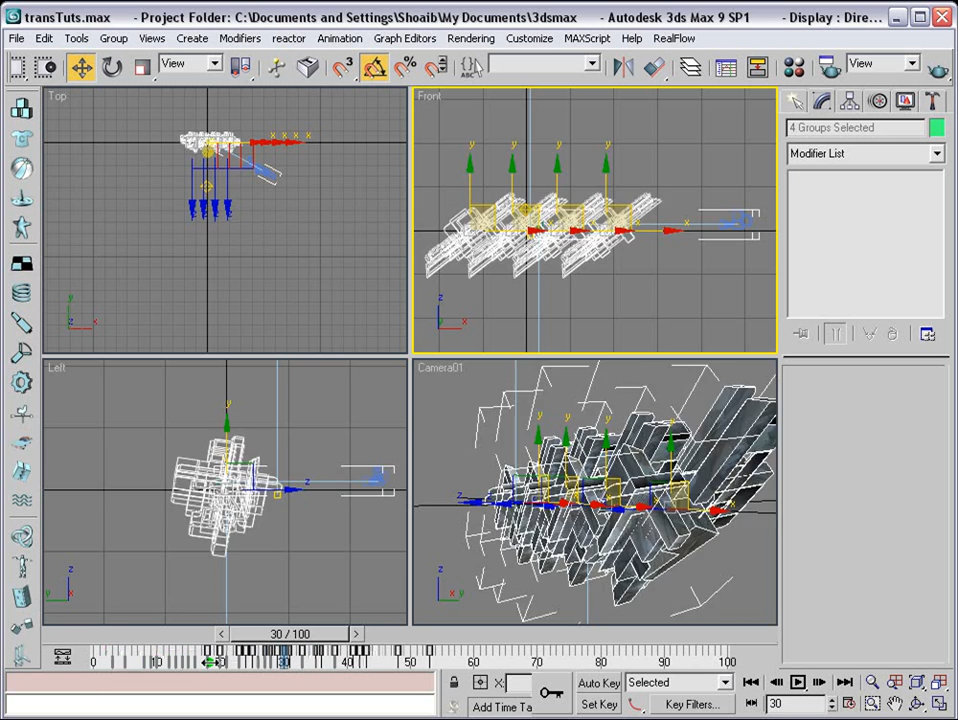 transTuts.max - Project Folder: C:\Documents and Settings\Shoaib\My Documents\3dsmax - Autodesk 3ds Max 9 SP1 - Display : Dire...
File Edit Tools Group Views Create Modifiers reactor Animation Graph Editors Rendering Customize MAXScript Help RealFlow
View 3 % ABC View
Top
x x x x
y
z x
Front
y y y y
x
z
x
4 Groups Selected
Modifier List
Left
y
z
z
y x
Camera01
y y y y
z x
z
x y
< 30 / 100 >
0 10 30 40 50 60 70 80 90 100
X: Auto Key Selected
Add Time Ta Set Key Key Filters... 30